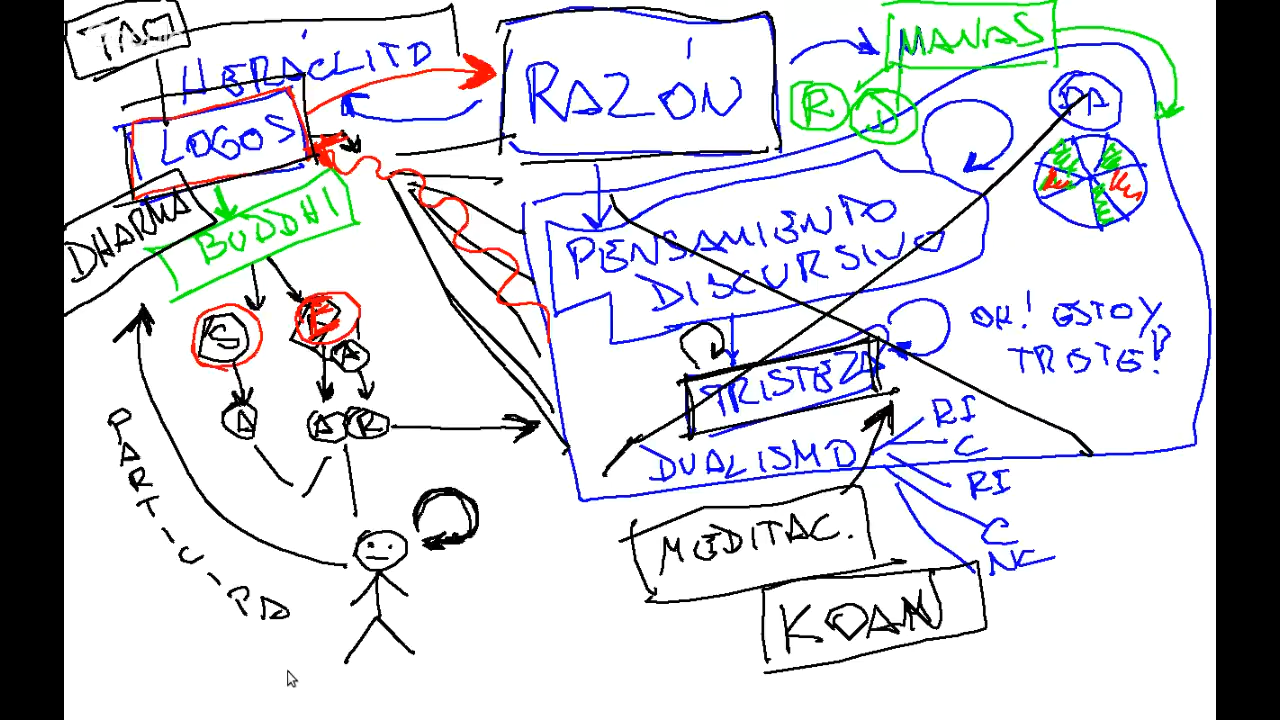 TAO
HERÁCLITO
LOGOS
RAZÓN
MANAS
R A
DHARMA
BUDDHI
S E
A
A A R
PARTICIPA
PENSAMIENTO
DISCURSIVO
TRISTEZA
OH! ESTOY
TRISTE!
DUALISMO
RI
C
RI
C
NC
MEDITAC.
KOAN